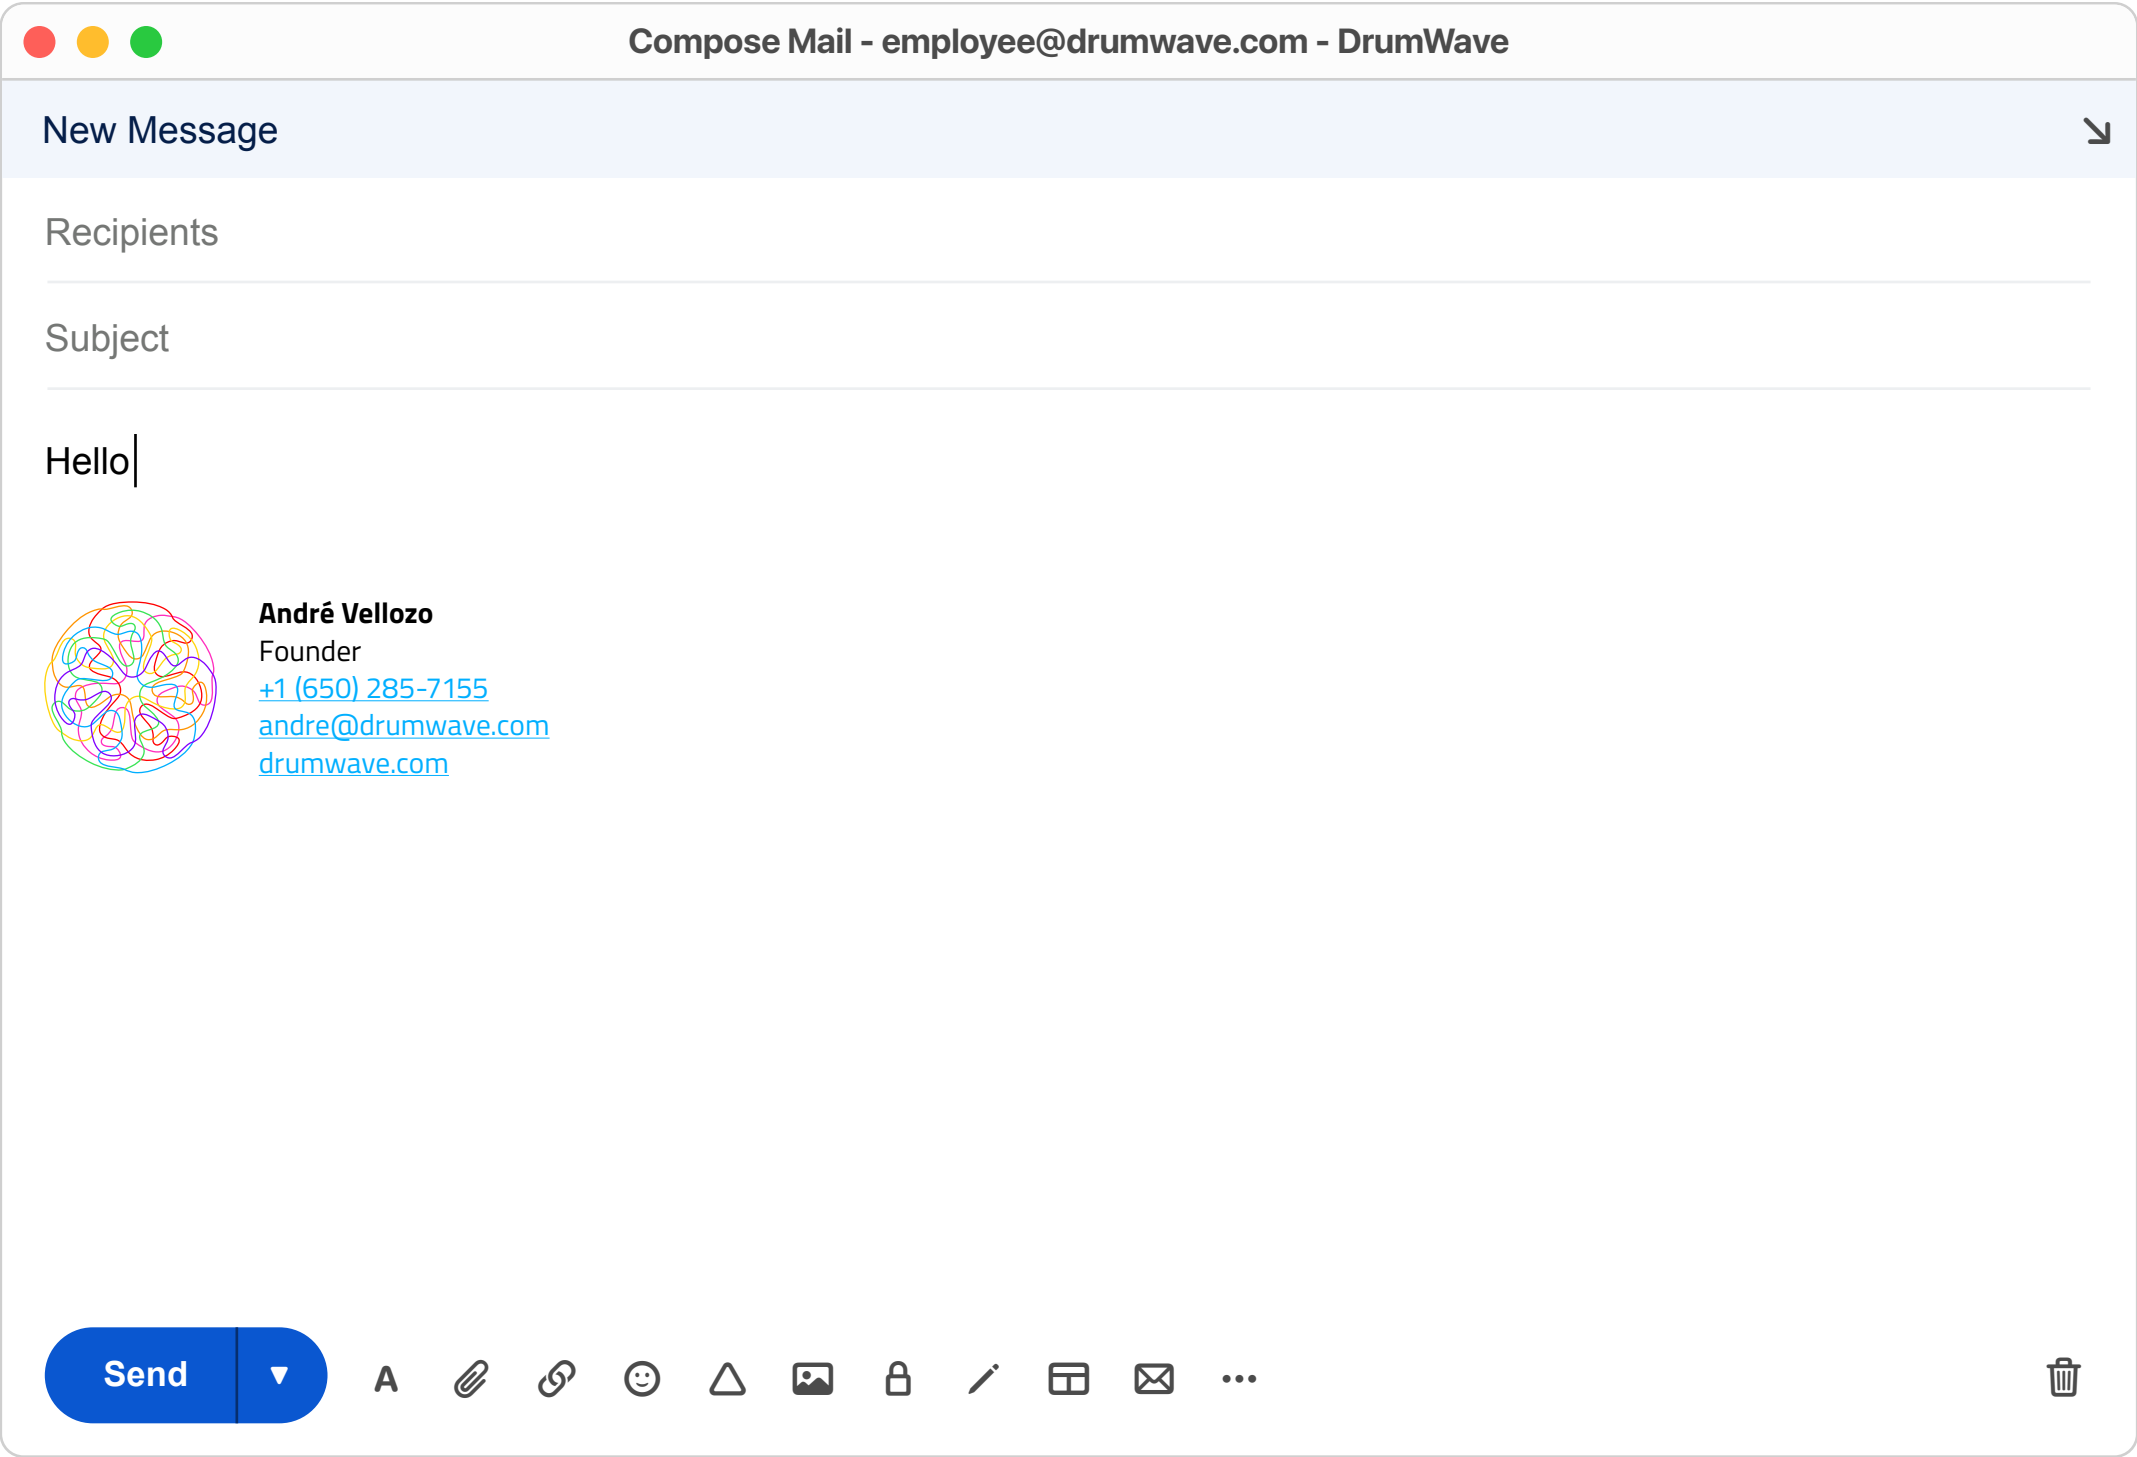 Compose Mail - employee@drumwave.com - DrumWave
New Message
Recipients
Subject
Hello
André Vellozo
Founder
+1 (650) 285-7155
andre@drumwave.com
drumwave.com
Send